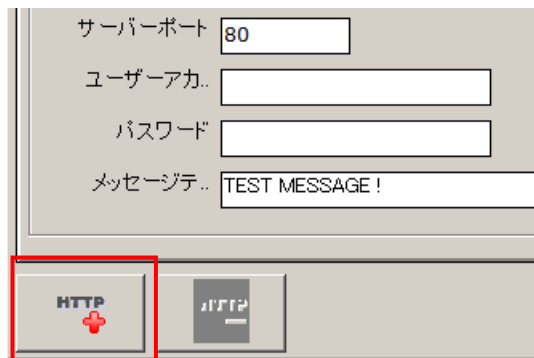 サーバーポート 80
ユーザーアカ..
パスワード
メッセージテ.. TEST MESSAGE !
HTTP HTTP